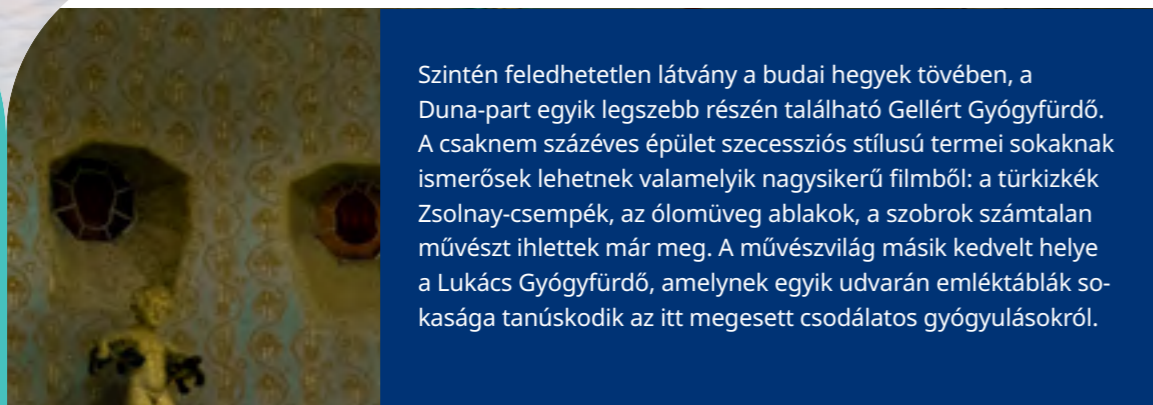 Szintén feledhetetlen látvány a budai hegyek tövében, a
Duna-part egyik legszebb részén található Gellért Gyógyfürdő.
A csaknem százéves épület szecessziós stílusú termei sokaknak
ismerősek lehetnek valamelyik nagysikerű filmből: a türkizkék
Zsolnay-csempék, az ólomüveg ablakok, a szobrok számtalan
művészt ihlettek már meg. A művészvilág másik kedvelt helye
a Lukács Gyógyfürdő, amelynek egyik udvarán emléktáblák so-
kasága tanúskodik az itt megesett csodálatos gyógyulásokról.